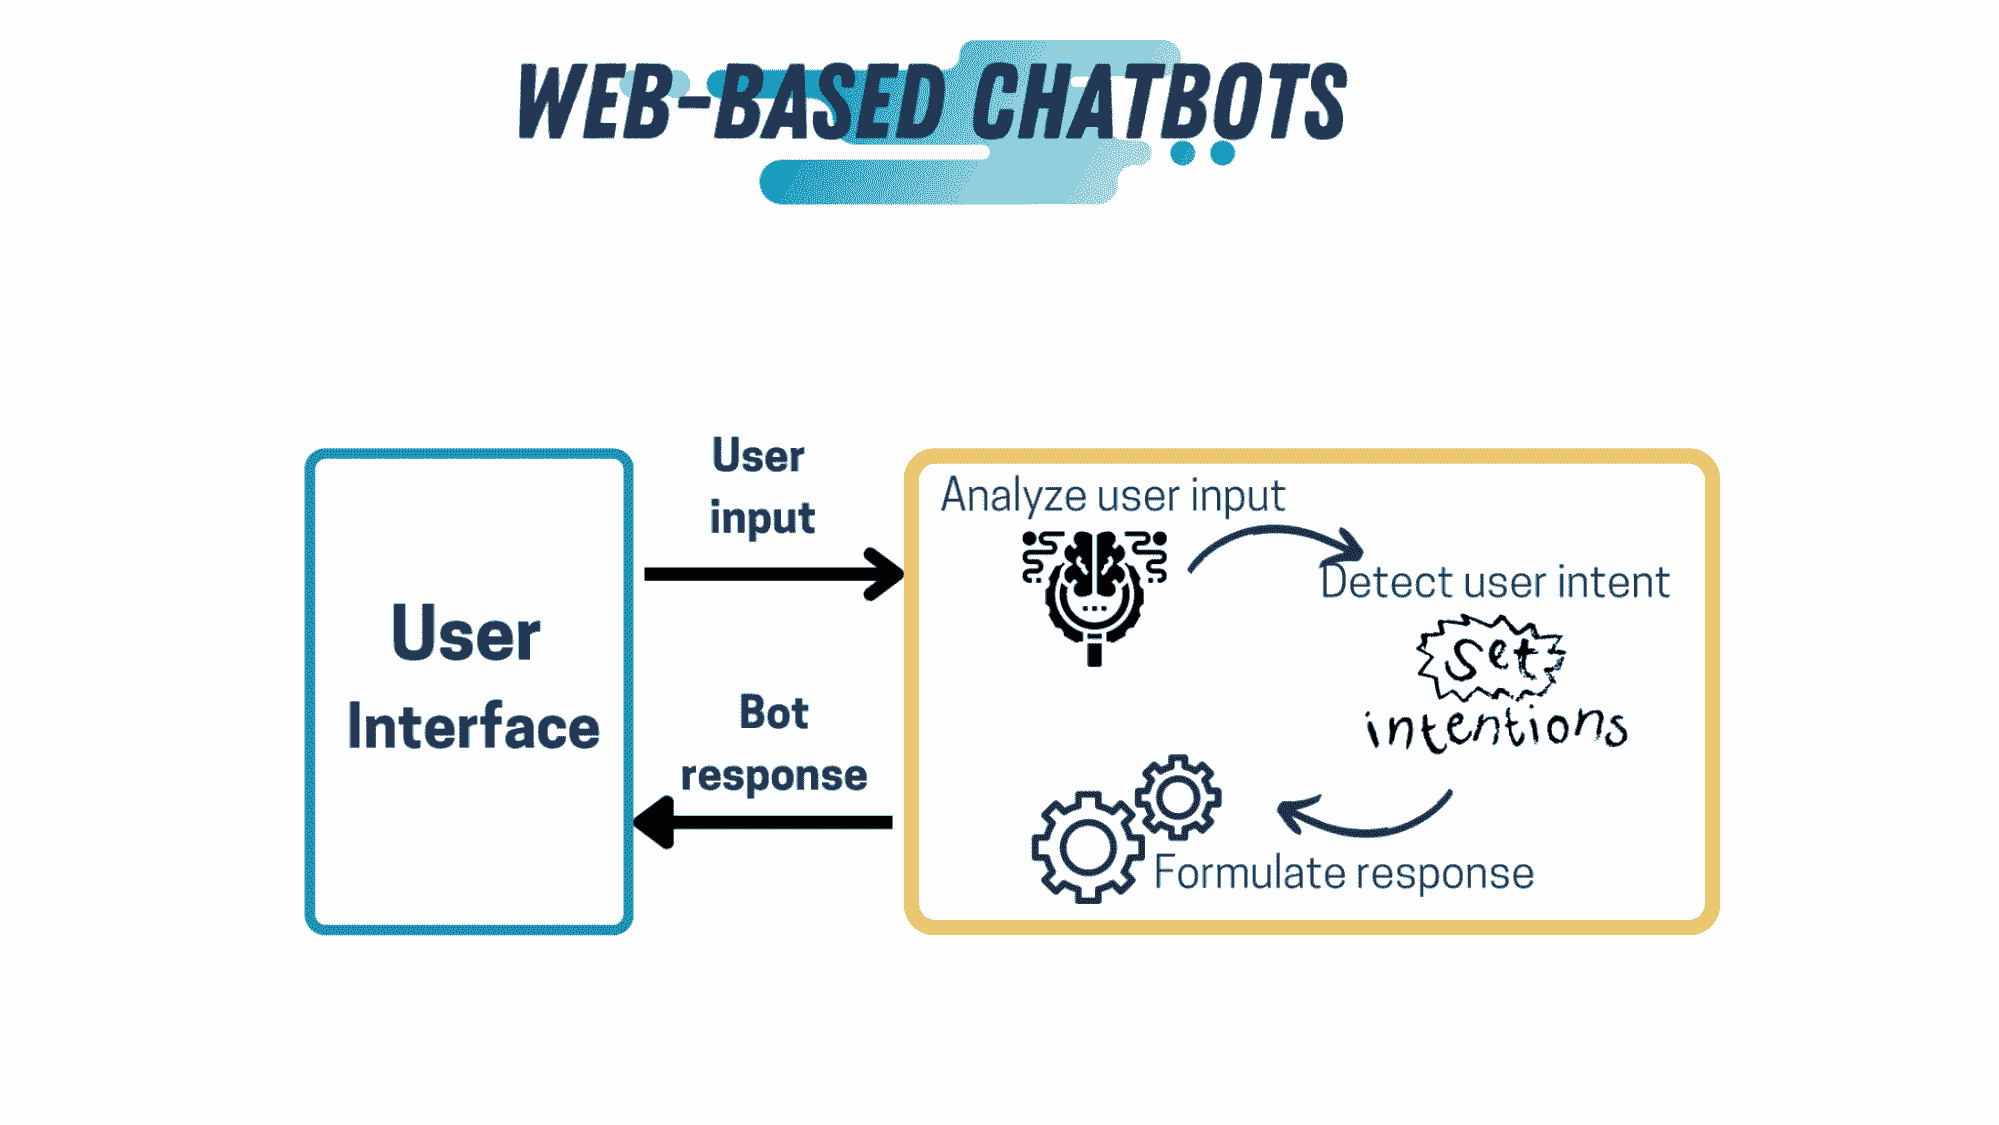 WEB-BASED CHATBOTS
User
input
Analyze user input
Detect user intent
set
intentions
User
Interface
Bot
response
Formulate response